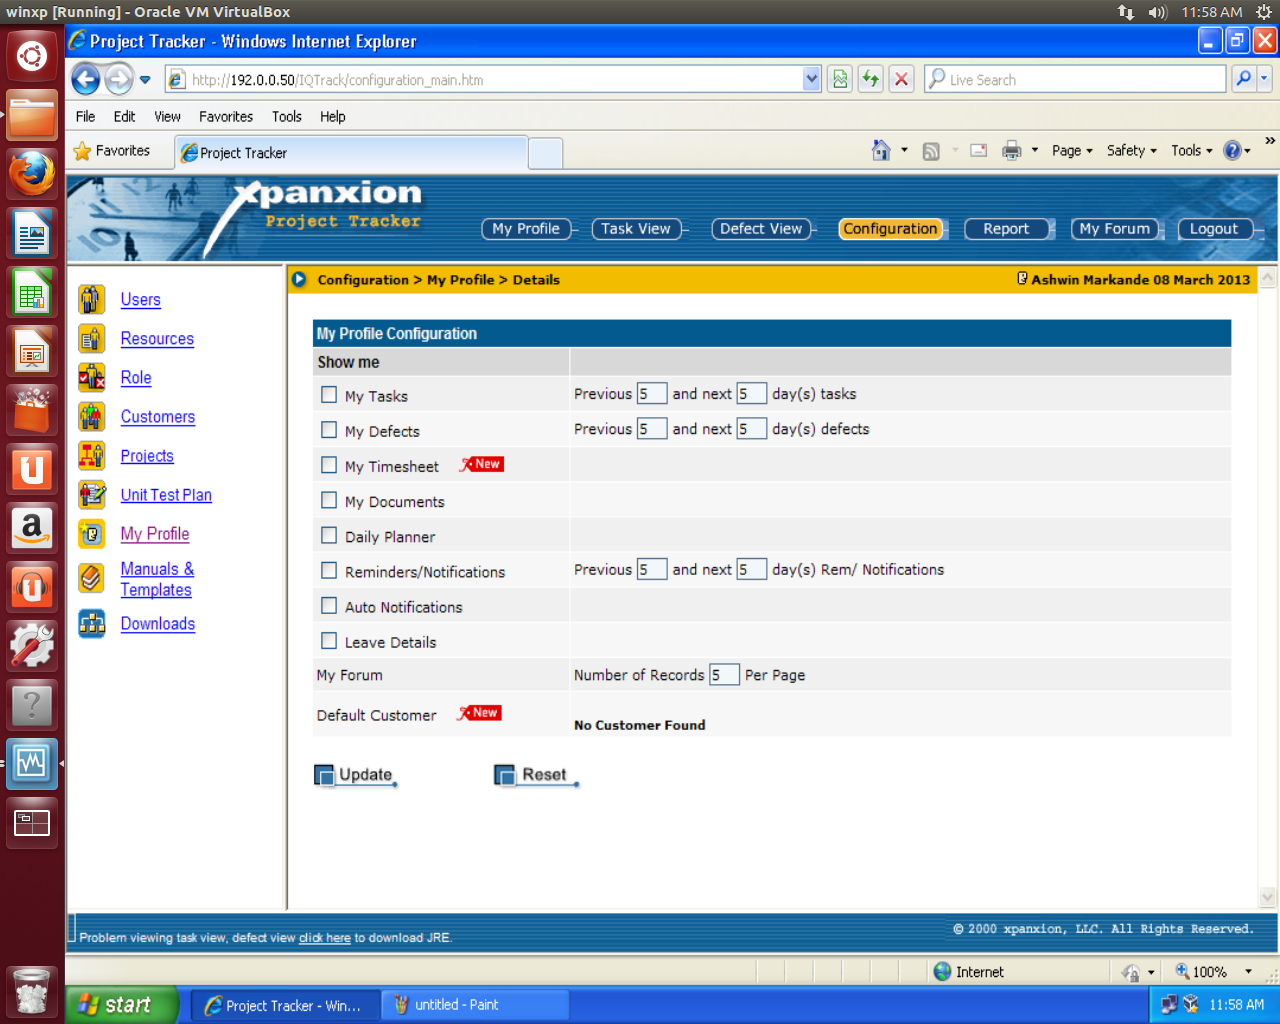 winxp [Running] - Oracle VM VirtualBox
11:58 AM
Project Tracker - Windows Internet Explorer
http://192.0.0.50/IQTrack/configuration_main.htm
Live Search
File Edit View Favorites Tools Help
Favorites
Project Tracker
Page Safety Tools
xpanxion
Project Tracker
My Profile Task View Defect View Configuration Report My Forum Logout
Configuration > My Profile > Details
Ashwin Markande 08 March 2013
Users
Resources
Role
Customers
Projects
Unit Test Plan
My Profile
Manuals &
Templates
Downloads
My Profile Configuration
Show me
My Tasks Previous 5 and next 5 day(s) tasks
My Defects Previous 5 and next 5 day(s) defects
My Timesheet New
My Documents
Daily Planner
Reminders/Notifications Previous 5 and next 5 day(s) Rem/ Notifications
Auto Notifications
Leave Details
My Forum Number of Records 5 Per Page
Default Customer New
No Customer Found
Update Reset
Problem viewing task view, defect view click here to download JRE.
© 2000 xpanxion, LLC. All Rights Reserved.
Internet
100%
start
Project Tracker - Win...
untitled - Paint
11:58 AM